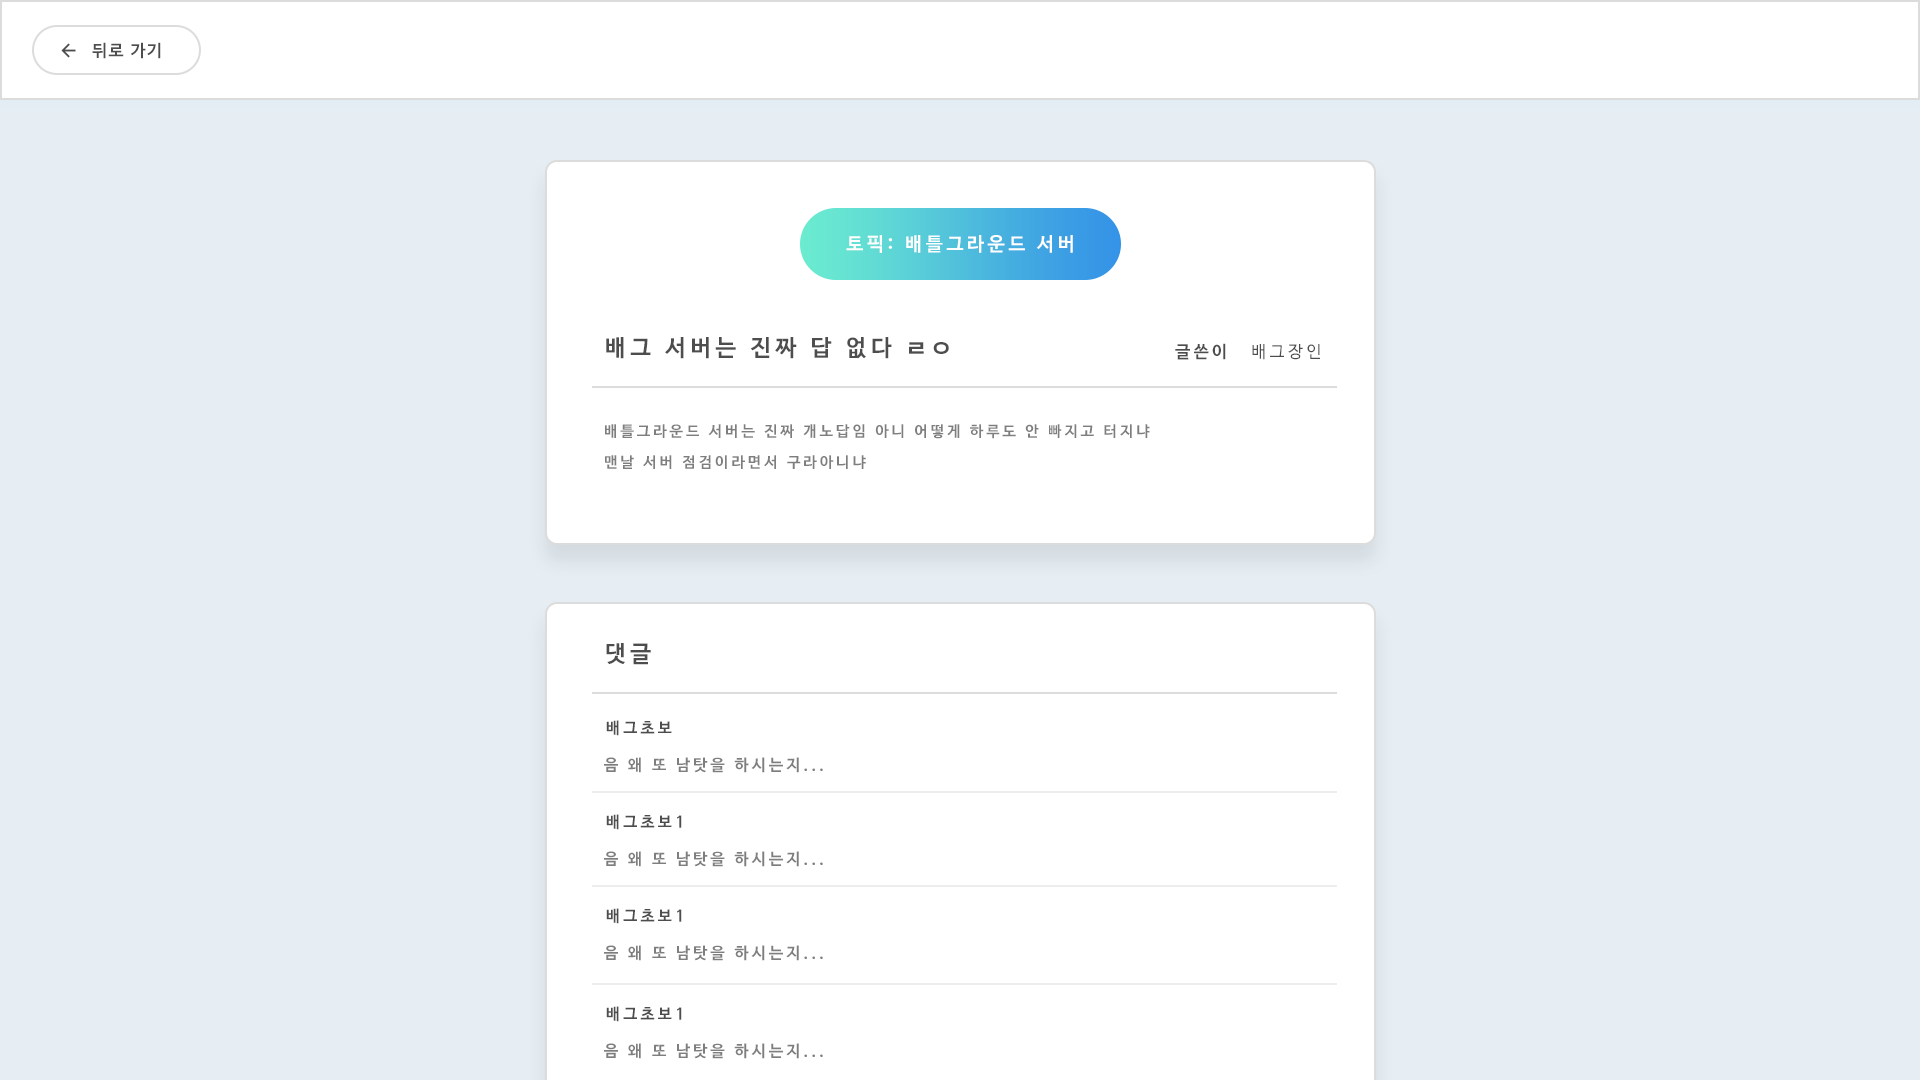 뒤로 가기
토픽: 배틀그라운드 서버
배그 서버는 진짜 답 없다 ㄹㅇ
글쓴이 배그장인
배틀그라운드 서버는 진짜 개노답임 아니 어떻게 하루도 안 빠지고 터지냐
맨날 서버 점검이라면서 구라아니냐
댓글
배그초보
음 왜 또 남탓을 하시는지...
배그초보1
음 왜 또 남탓을 하시는지...
배그초보1
음 왜 또 남탓을 하시는지...
배그초보1
음 왜 또 남탓을 하시는지...